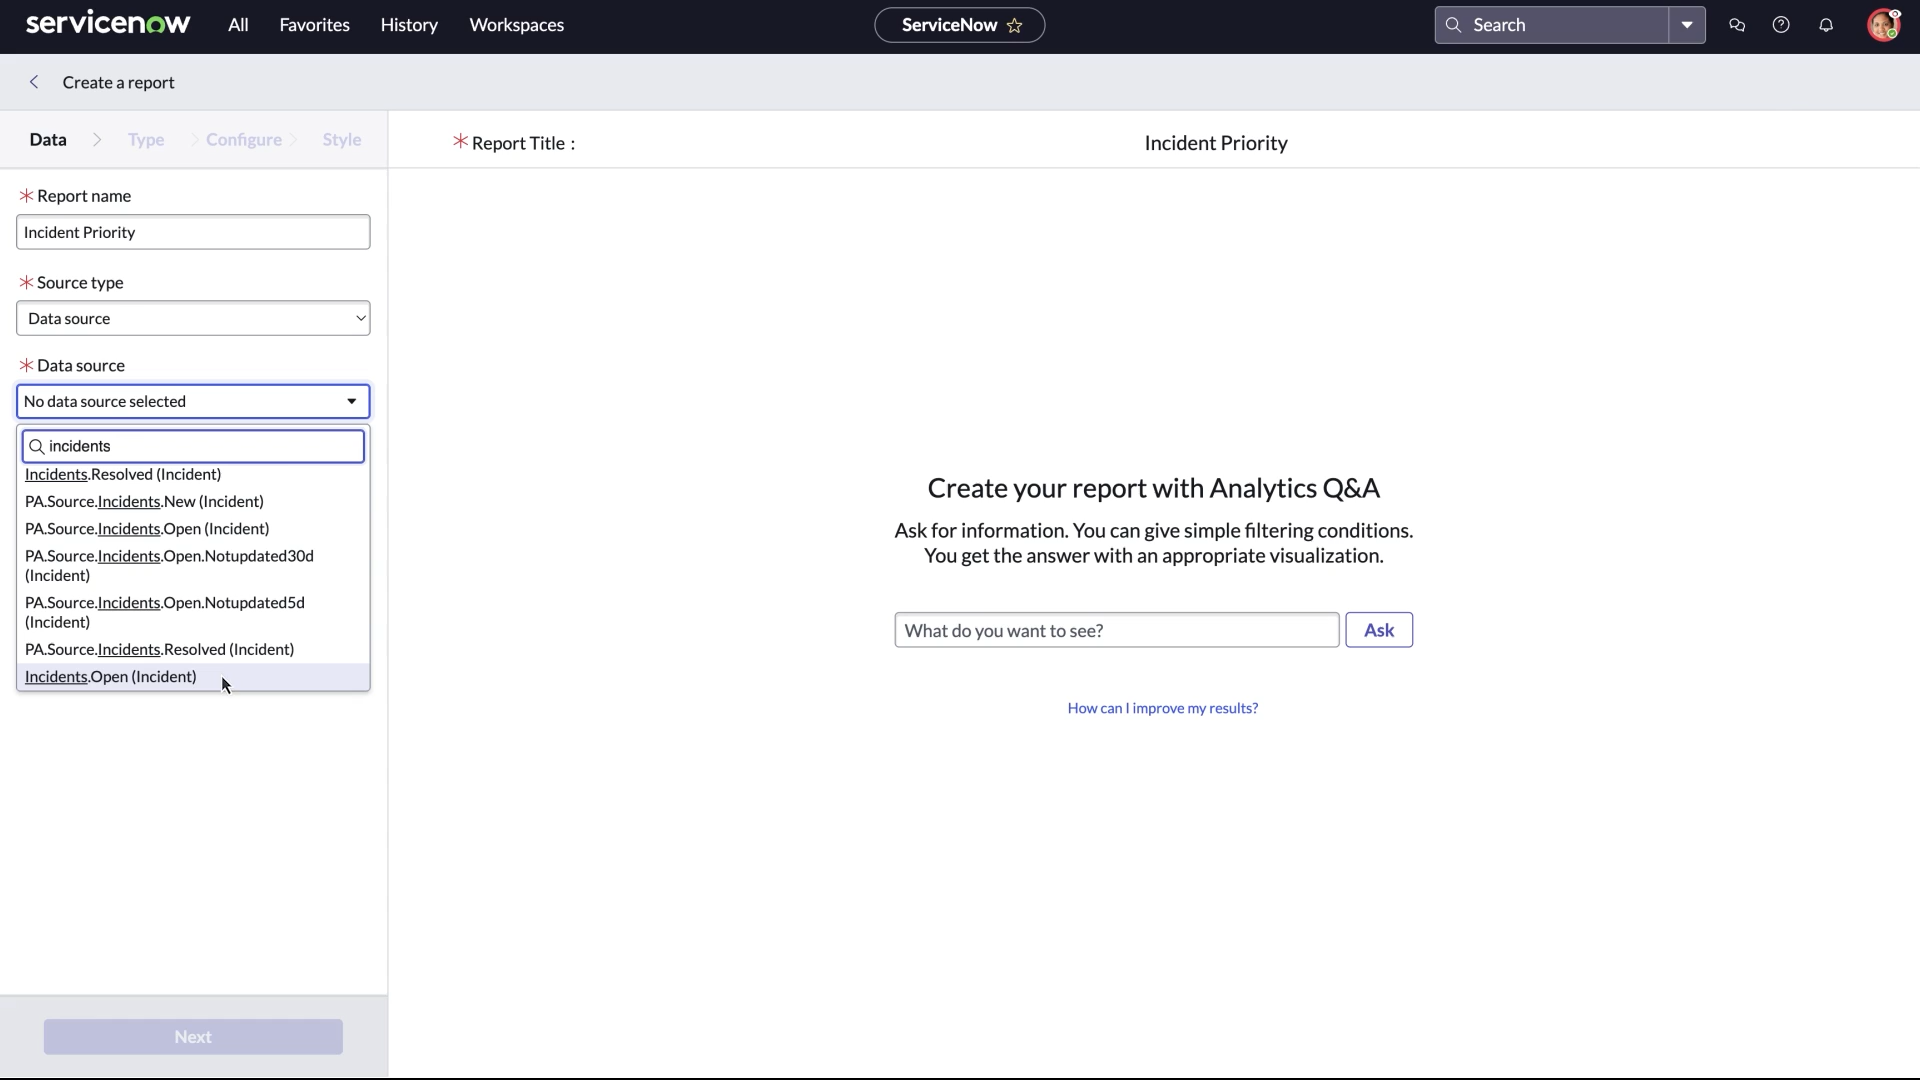 servicenow All Favorites History Workspaces ServiceNow Search
Create a report
Data Type Configure Style
* Report Title : Incident Priority
* Report name
Incident Priority
* Source type
Data source
* Data source
No data source selected
incidents
Incidents.Resolved (Incident)
PA.Source.Incidents.New (Incident)
PA.Source.Incidents.Open (Incident)
PA.Source.Incidents.Open.Notupdated30d
(Incident)
PA.Source.Incidents.Open.Notupdated5d
(Incident)
PA.Source.Incidents.Resolved (Incident)
Incidents.Open (Incident)
Next
Create your report with Analytics Q&A
Ask for information. You can give simple filtering conditions.
You get the answer with an appropriate visualization.
What do you want to see? Ask
How can I improve my results?